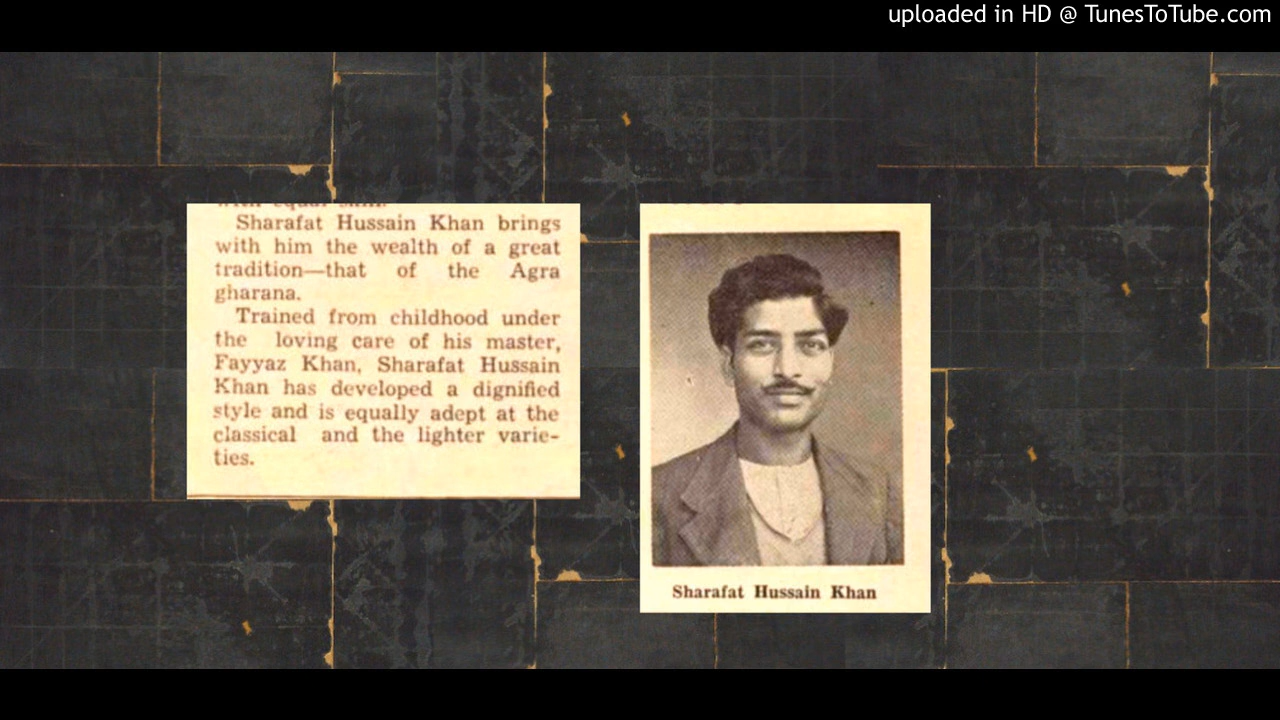 uploaded in HD @ TunesToTube.com
Sharafat Hussain Khan brings
with him the wealth of a great
tradition—that of the Agra
gharana.
Trained from childhood under
the loving care of his master,
Fayyaz Khan, Sharafat Hussain
Khan has developed a dignified
style and is equally adept at the
classical and the lighter varie-
ties.
Sharafat Hussain Khan